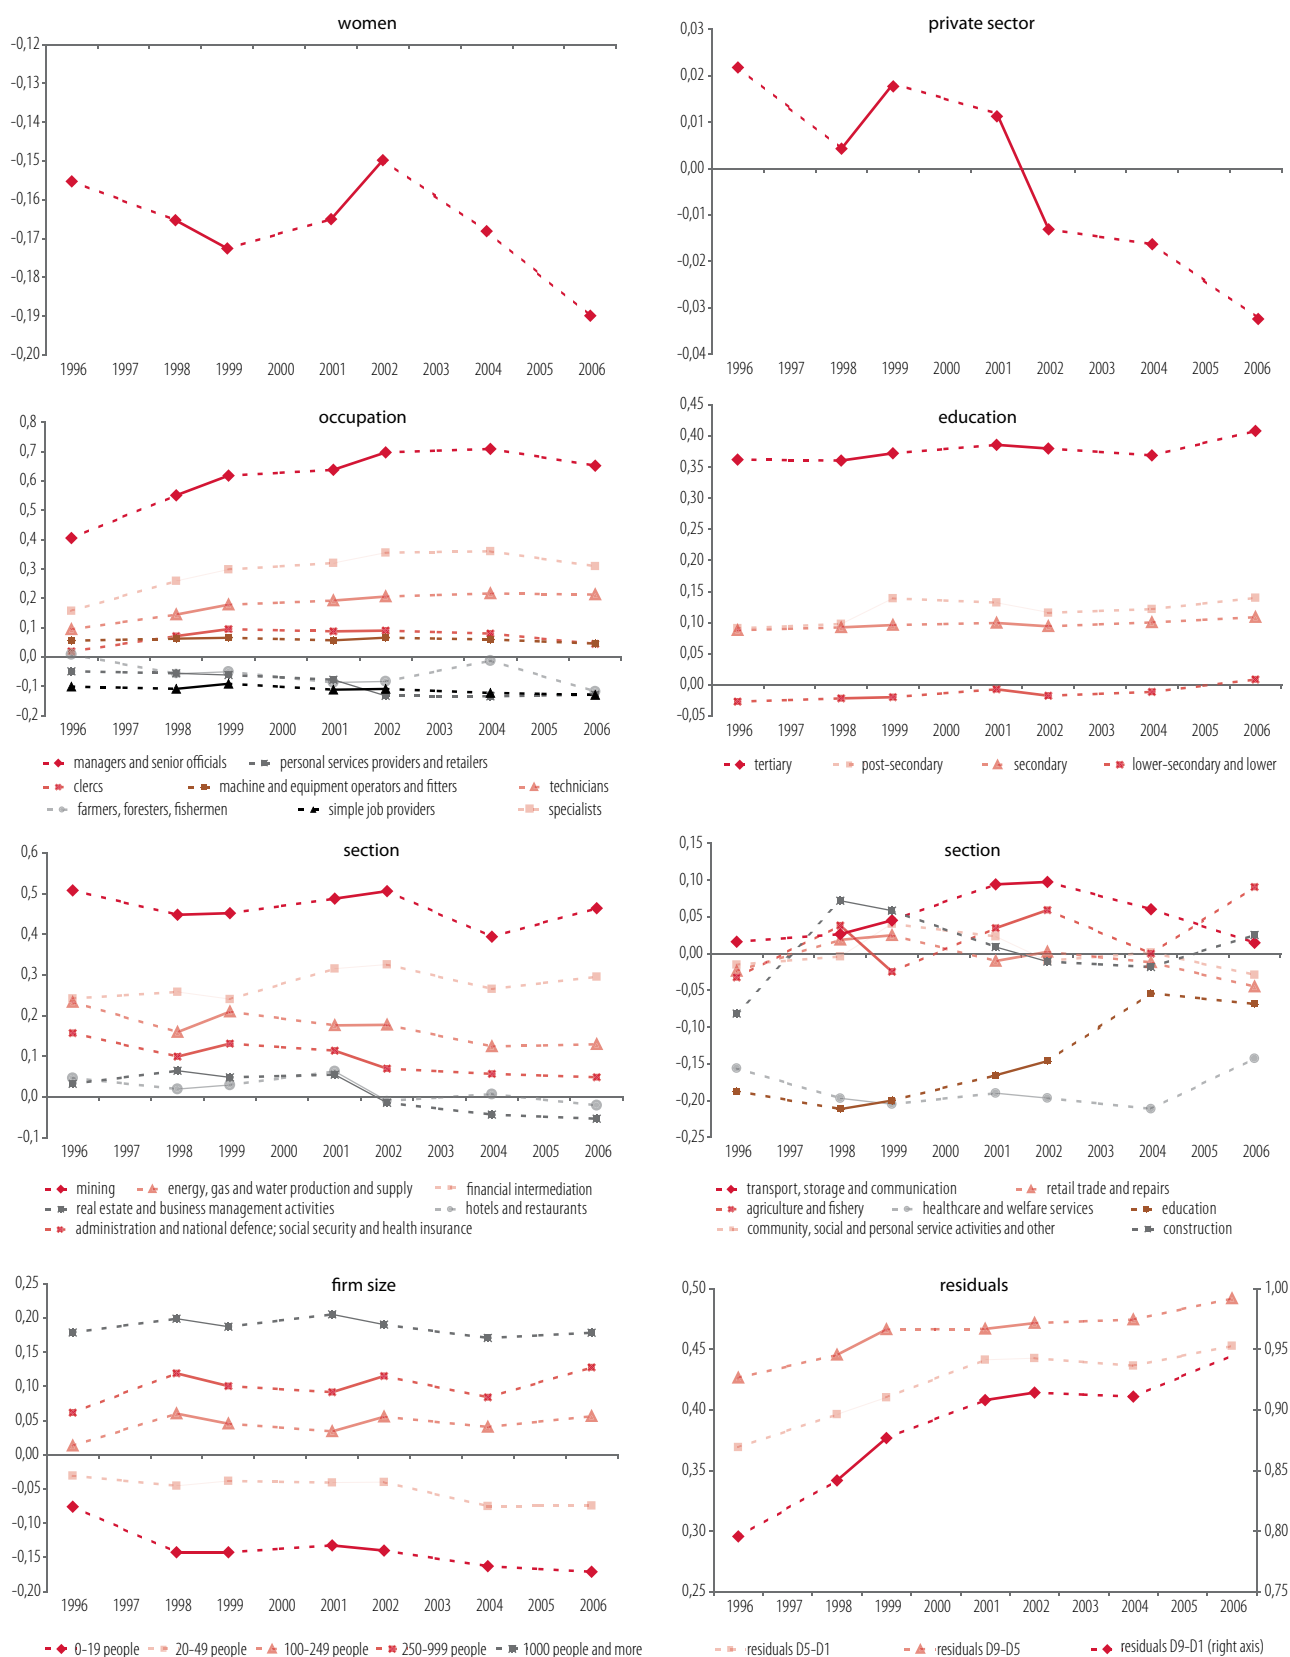 women
-0,12
-0,13
-0,14
-0,15
-0,16
-0,17
-0,18
-0,19
-0,20
1996 1997 1998 1999 2000 2001 2002 2003 2004 2005 2006
private sector
0,03
0,02
0,01
0,00
-0,01
-0,02
-0,03
-0,04
1996 1997 1998 1999 2000 2001 2002 2003 2004 2005 2006
occupation
0,8
0,7
0,6
0,5
0,4
0,3
0,2
0,1
0,0
-0,1
-0,2
1996 1997 1998 1999 2000 2001 2002 2003 2004 2005 2006
managers and senior officials personal services providers and retailers
clercs machine and equipment operators and fitters technicians
farmers, foresters, fishermen simple job providers specialists
education
0,45
0,40
0,35
0,30
0,25
0,20
0,15
0,10
0,05
0,00
-0,05
1996 1997 1998 1999 2000 2001 2002 2003 2004 2005 2006
tertiary post-secondary secondary lower-secondary and lower
section
0,6
0,5
0,4
0,3
0,2
0,1
0,0
-0,1
1996 1997 1998 1999 2000 2001 2002 2003 2004 2005 2006
mining energy, gas and water production and supply financial intermediation
real estate and business management activities hotels and restaurants
administration and national defence; social security and health insurance
section
0,15
0,10
0,05
0,00
-0,05
-0,10
-0,15
-0,20
-0,25
1996 1997 1998 1999 2000 2001 2002 2003 2004 2005 2006
transport, storage and communication retail trade and repairs
agriculture and fishery healthcare and welfare services education
community, social and personal service activities and other construction
firm size
0,25
0,20
0,15
0,10
0,05
0,00
-0,05
-0,10
-0,15
-0,20
1996 1997 1998 1999 2000 2001 2002 2003 2004 2005 2006
0-19 people 20-49 people 100-249 people 250-999 people 1000 people and more
residuals
0,50 1,00
0,45 0,95
0,40 0,90
0,35 0,85
0,30 0,80
0,25 0,75
1996 1997 1998 1999 2000 2001 2002 2003 2004 2005 2006
residuals D5-D1 residuals D9-D5 residuals D9-D1 (right axis)